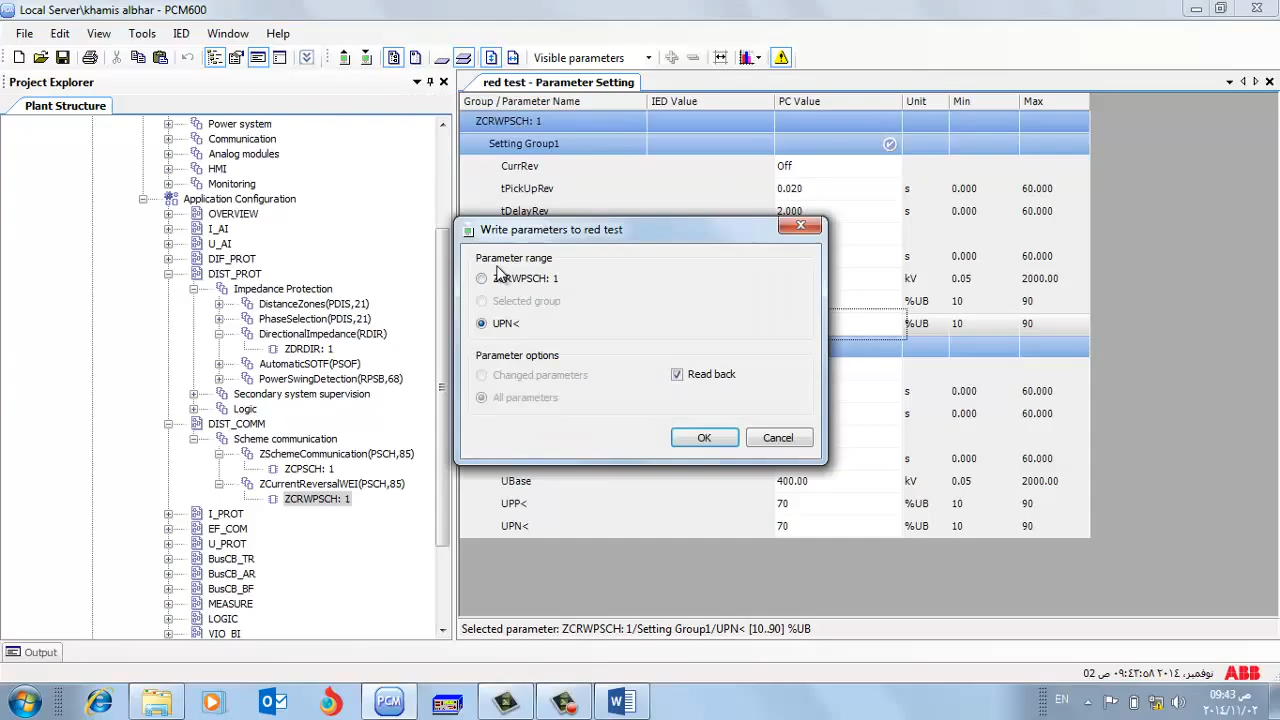 Local Server\khamis albhar - PCM600
File Edit View Tools IED Window Help
Visible parameters
Project Explorer
Plant Structure
Power system
Communication
Analog modules
HMI
Monitoring
Application Configuration
OVERVIEW
I_AI
U_AI
DIF_PROT
DIST_PROT
Impedance Protection
DistanceZones(PDIS,21)
PhaseSelection(PDIS,21)
DirectionalImpedance(RDIR)
ZDRDIR: 1
AutomaticSOTF(PSOF)
PowerSwingDetection(RPSB,68)
Secondary system supervision
Logic
DIST_COMM
Scheme communication
ZSchemeCommunication(PSCH,85)
ZCPSCH: 1
ZCurrentReversalWEI(PSCH,85)
ZCRWPSCH: 1
I_PROT
EF_COM
U_PROT
BusCB_TR
BusCB_AR
BusCB_BF
MEASURE
LOGIC
VIO_BI
Output
red test - Parameter Setting
Group / Parameter Name IED Value PC Value Unit Min Max
ZCRWPSCH: 1
Setting Group1
CurrRev Off
tPickUpRev 0.020 s 0.000 60.000
tDelayRev 2.000 s 0.000 60.000
s 0.000 60.000
kV 0.05 2000.00
%UB 10 90
%UB 10 90
s 0.000 60.000
s 0.000 60.000
s 0.000 60.000
UBase 400.00 kV 0.05 2000.00
UPP< 70 %UB 10 90
UPN< 70 %UB 10 90
Write parameters to red test
Parameter range
ZCRWPSCH: 1
Selected group
UPN<
Parameter options
Changed parameters
All parameters
Read back
OK Cancel
Selected parameter: ZCRWPSCH: 1/Setting Group1/UPN< [10..90] %UB
02 نوفمبر, ٢٠١٤ ٠٩:٤٣:٥٨ ص
ABB
PCM
EN
09:43 ص
٢٠١٤/١١/٠٢